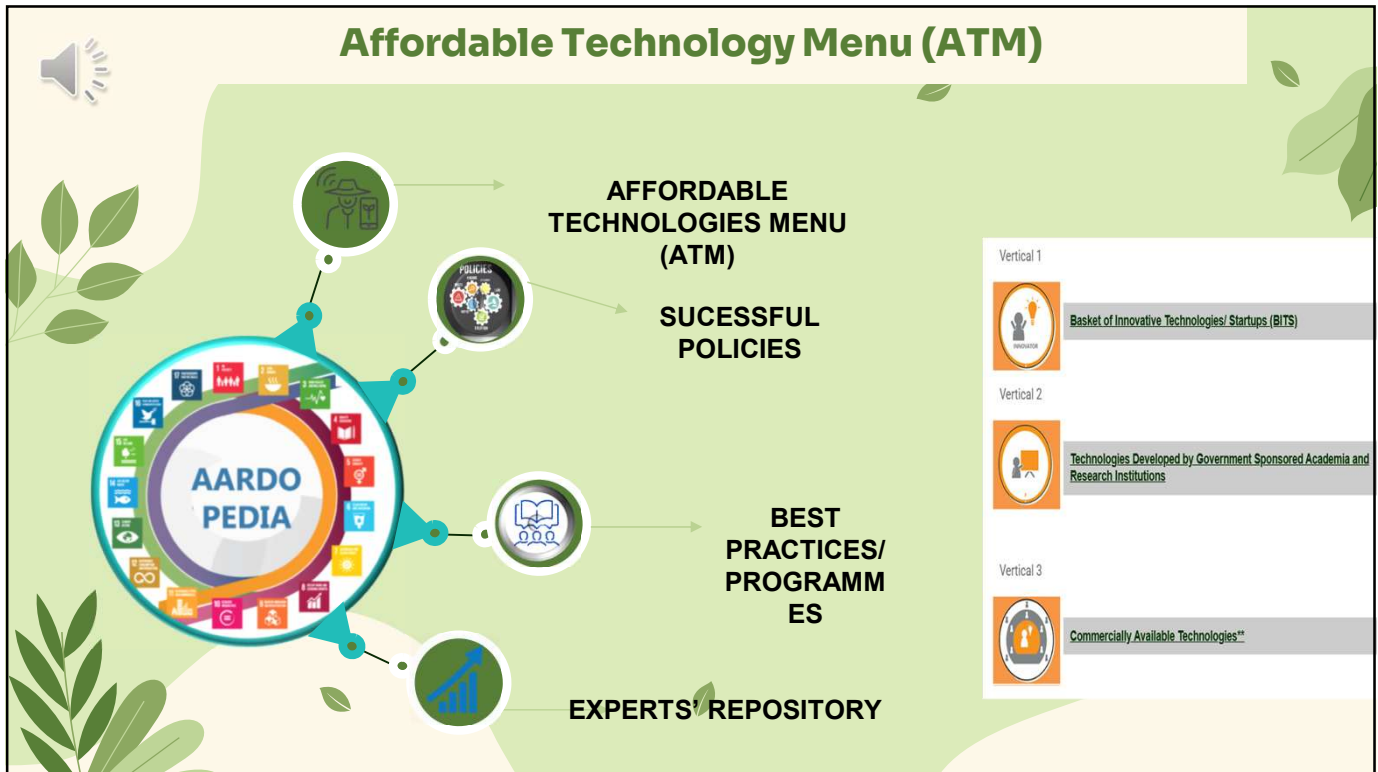 Affordable Technology Menu (ATM)
AFFORDABLE
TECHNOLOGIES MENU
(ATM)
POLICIES
SUCESSFUL
POLICIES
AARDO
PEDIA
BEST
PRACTICES/
PROGRAMM
ES
EXPERTS’ REPOSITORY
Vertical 1
INNOVATOR
Basket of Innovative Technologies/ Startups (BITS)
Vertical 2
Technologies Developed by Government Sponsored Academia and
Research Institutions
Vertical 3
Commercially Available Technologies**